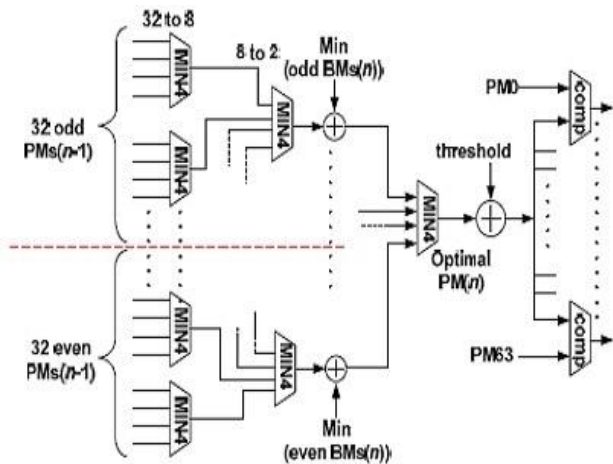 32 to 8
8 to 2
Min
(odd BMs(n))
MIN4
MIN4
MIN4
32 odd
PMs(n-1)
PM0
comp
threshold
MIN4
Optimal
PM(n)
32 even
PMs(n-1)
MIN4
MIN4
MIN4
Min
(even BMs(n))
PM63
comp